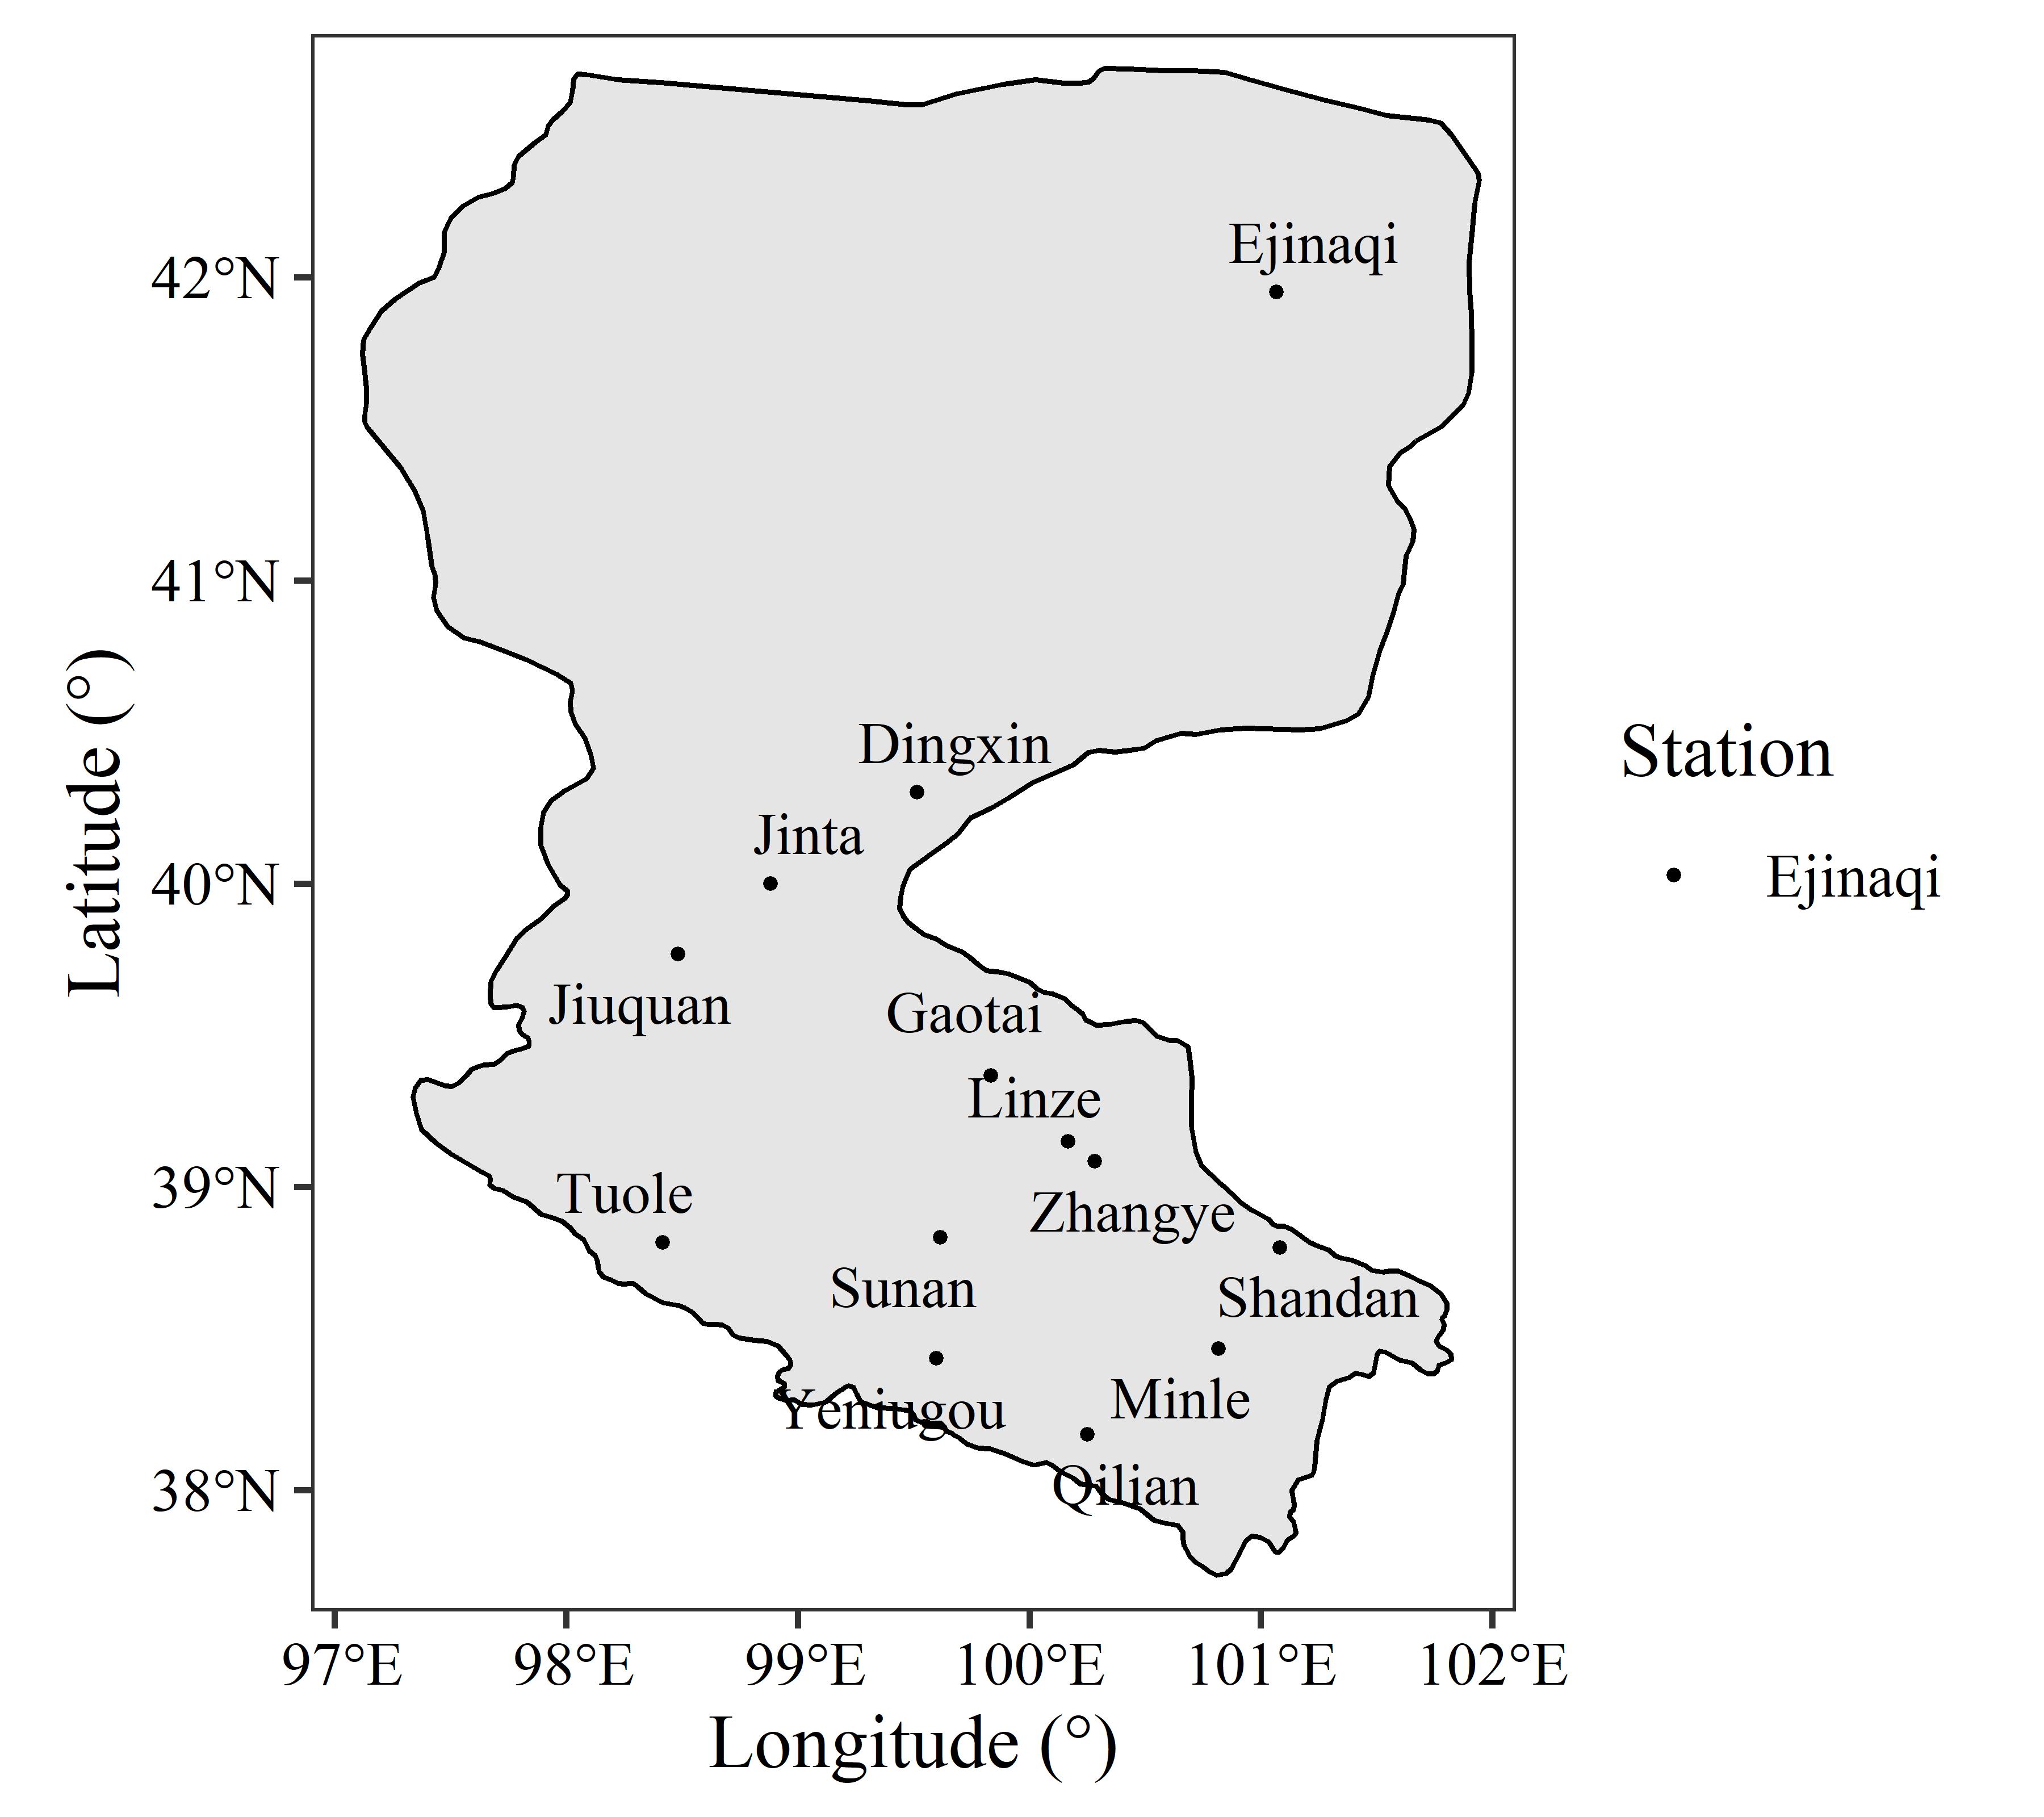 Ejinaqi
42°N
41°N
Dingxin
Station
Jinta
40°N
Ejinaqi
Latitude (°)
Jiuquan
Gaotai
Linze
39°N
Tuole
Zhangye
Sunan
Shandan
Yeniugou
Minle
38°N
Qilian
97°E 98°E 99°E 100°E 101°E 102°E
Longitude (°)